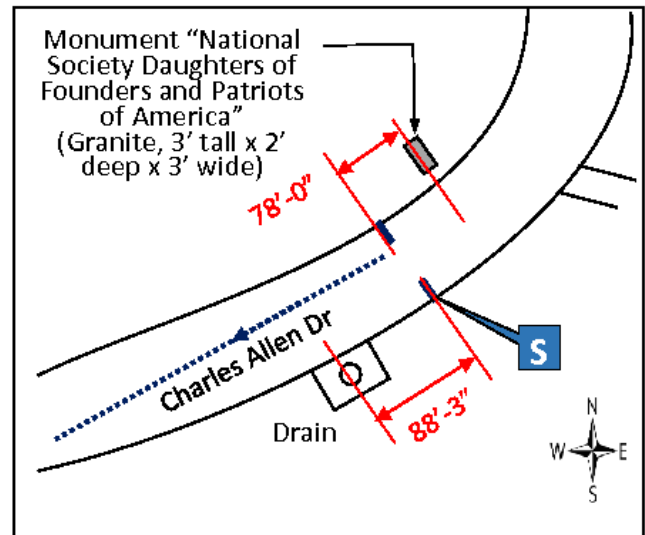 Monument “National
Society Daughters of
Founders and Patriots
of America”
(Granite, 3’ tall x 2’
deep x 3’ wide)
78’-0”
Charles Allen Dr
S
Drain
88’-3”
N
W E
S